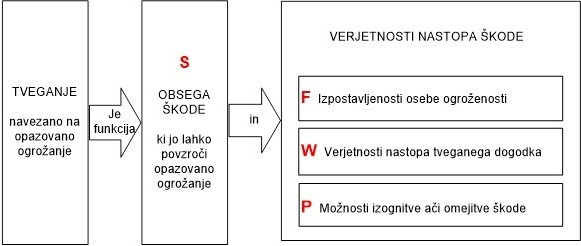 TVEGANJE
navezano na
opazovano
ogrožanje
Je
funkcija
S
OBSEGA
ŠKODE
ki jo lahko
povzroči
opazovano
ogrožanje
in
VERJETNOSTI NASTOPA ŠKODE
F Izpostavljenosti osebe ogroženosti
W Verjetnosti nastopa tveganega dogodka
P Možnosti izognitve ači omejitve škode